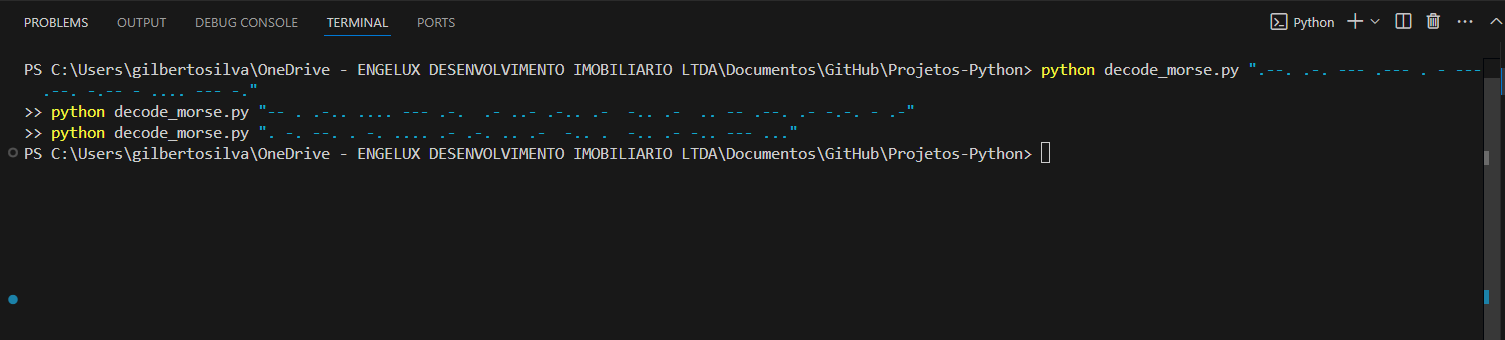 PROBLEMS OUTPUT DEBUG CONSOLE TERMINAL PORTS Python
PS C:\Users\gilbertosilva\OneDrive - ENGELUX DESENVOLVIMENTO IMOBILIARIO LTDA\Documentos\GitHub\Projetos-Python> python decode_morse.py ".--. .-. --- .--- . - ---
.--. -.-- - .... --- -."
>> python decode_morse.py "-- . .-.. .... --- .-.  .- ..- .-.. .-  -.. .-  .. -- .--. .- -.-. - .-"
>> python decode_morse.py ". -. --. . -. .... .- .-. .. .-  -.. .  -.. .- -.. --- ..."
PS C:\Users\gilbertosilva\OneDrive - ENGELUX DESENVOLVIMENTO IMOBILIARIO LTDA\Documentos\GitHub\Projetos-Python>